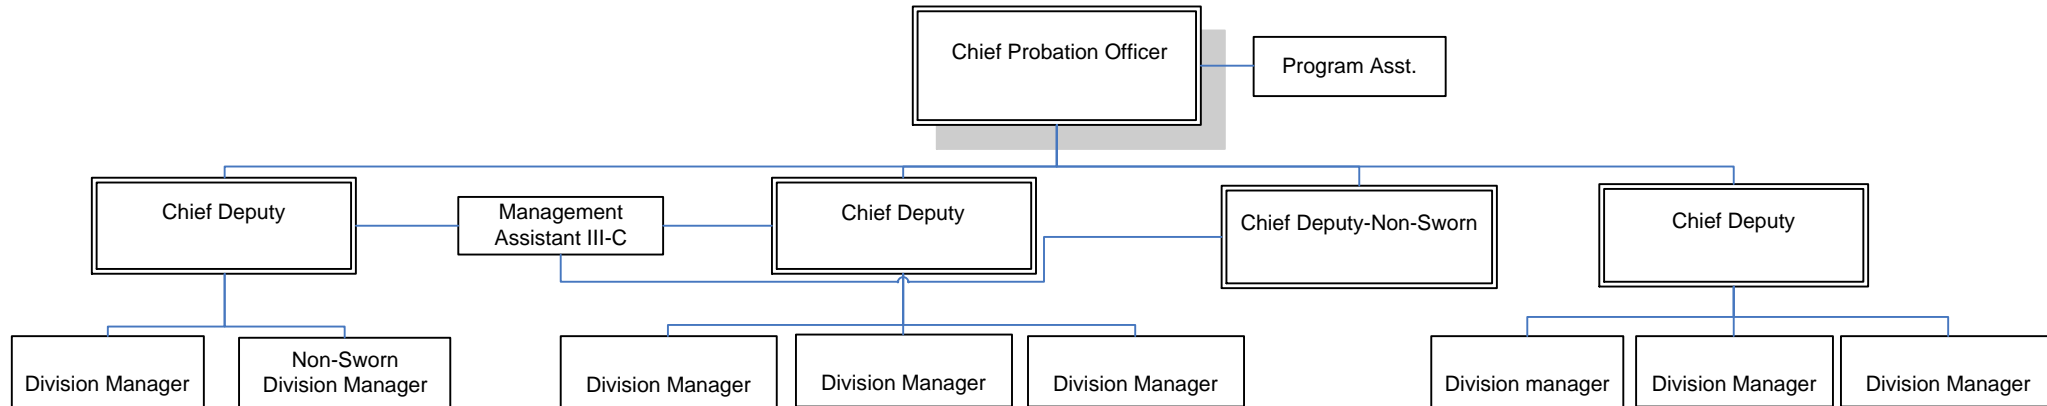 Chief Probation Officer
Program Asst.
Chief Deputy
Management
Assistant III-C
Chief Deputy
Chief Deputy-Non-Sworn
Chief Deputy
Division Manager
Non-Sworn
Division Manager
Division Manager
Division Manager
Division Manager
Division manager
Division Manager
Division Manager